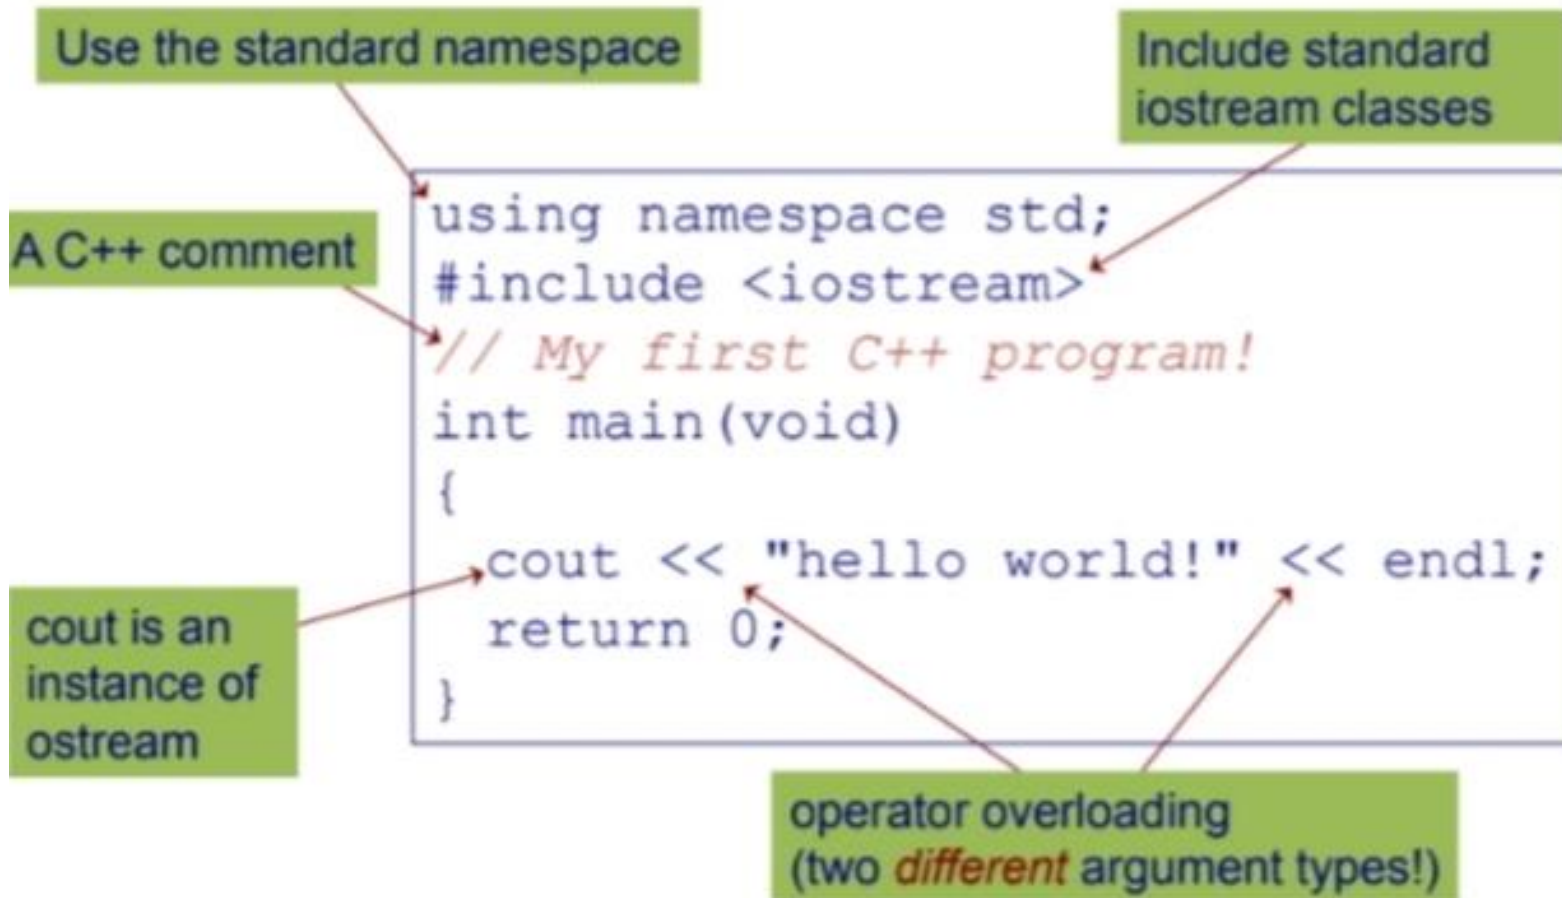 Use the standard namespace
Include standard
iostream classes
A C++ comment
using namespace std;
#include <iostream>
// My first C++ program!
int main(void)
{
cout << "hello world!" << endl;
return 0;
}
cout is an
instance of
ostream
operator overloading
(two different argument types!)